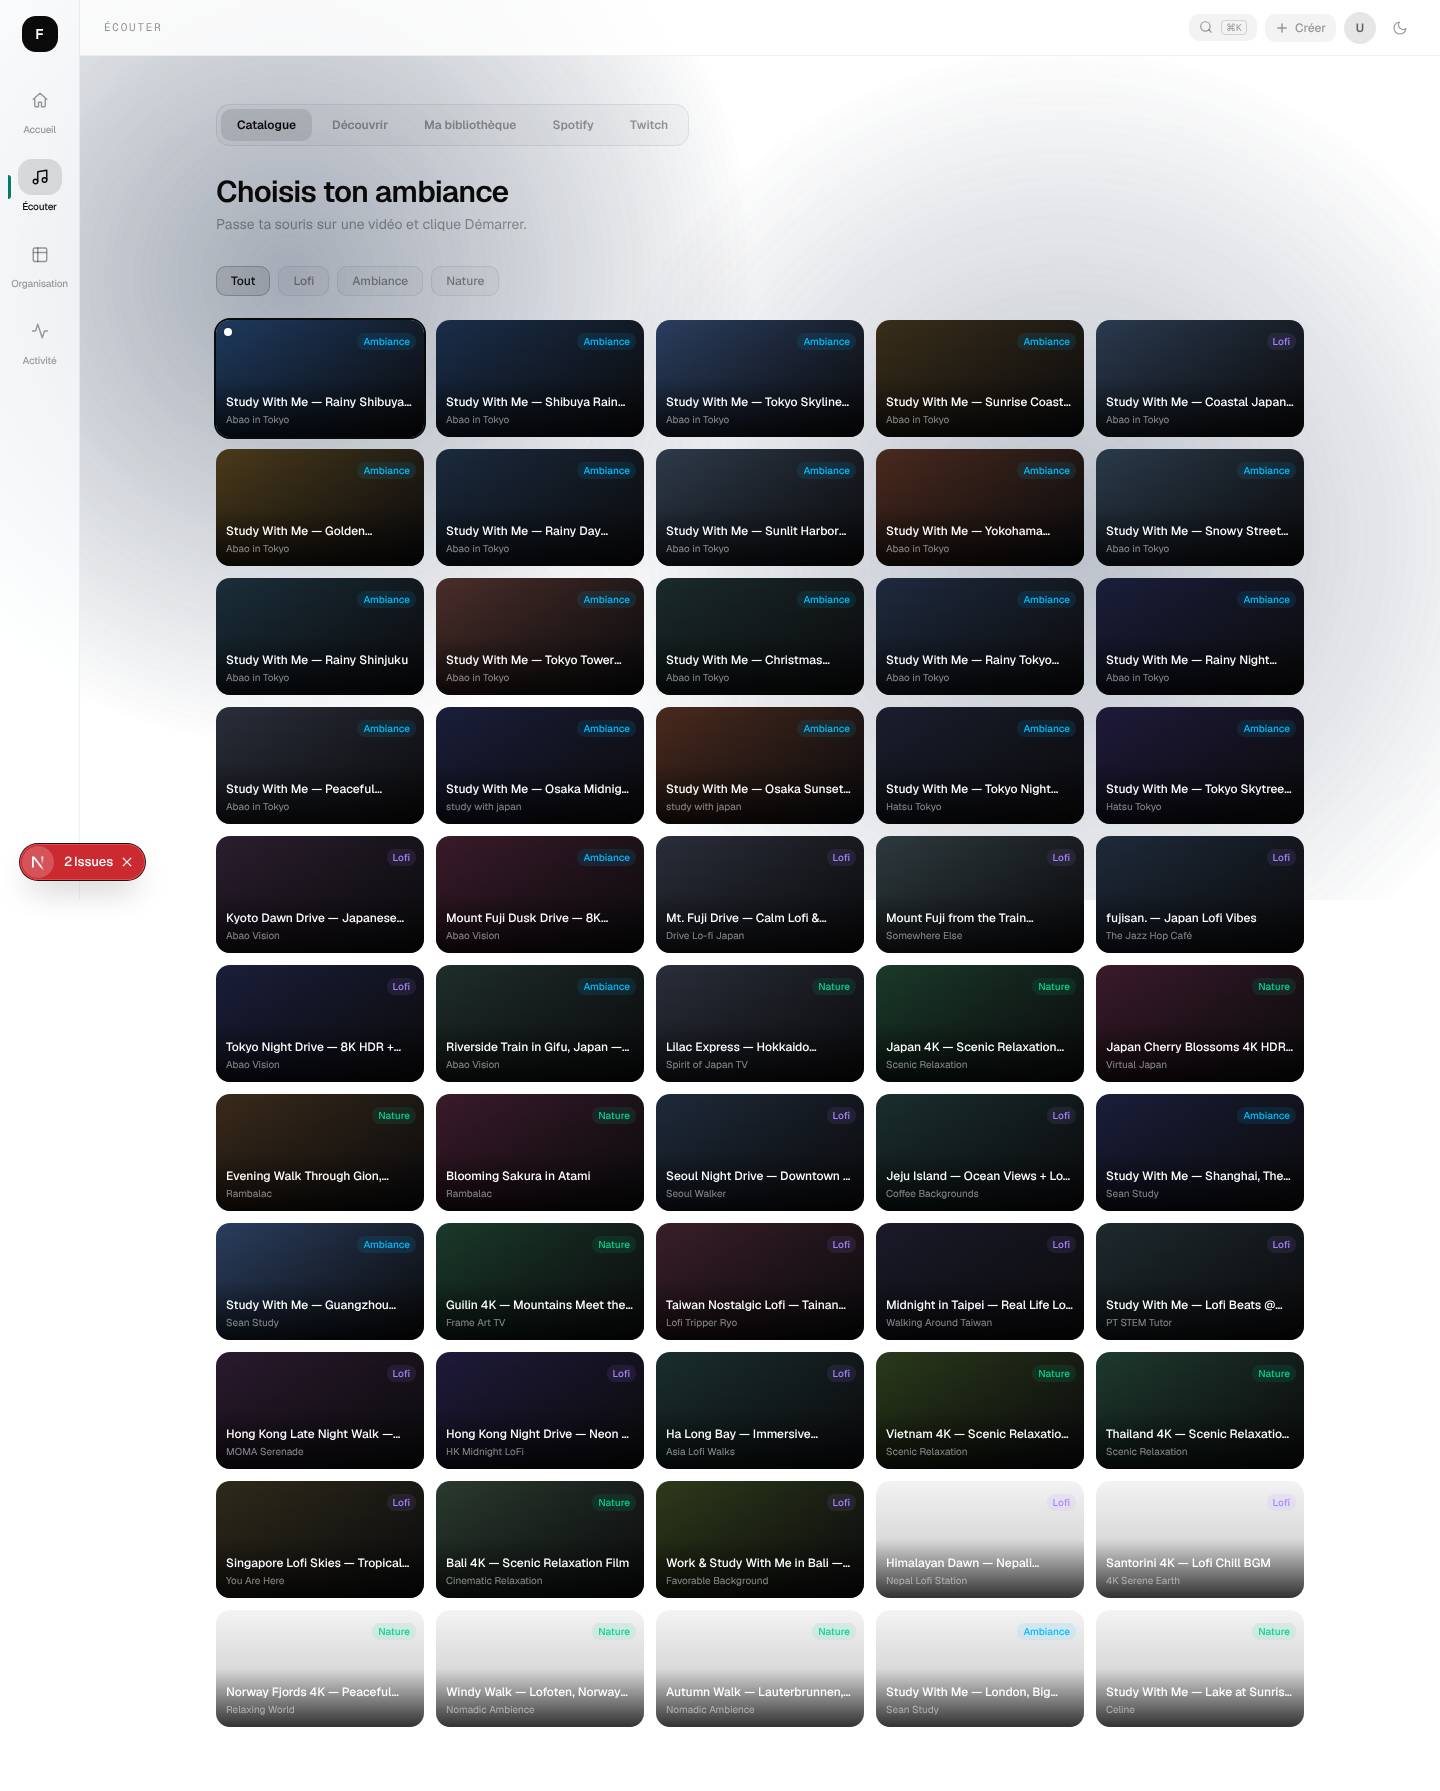 F
ÉCOUTER
⌘K
Créer
U
Accueil
Écouter
Organisation
Activité
Catalogue
Découvrir
Ma bibliothèque
Spotify
Twitch
Choisis ton ambiance
Passe ta souris sur une vidéo et clique Démarrer.
Tout
Lofi
Ambiance
Nature
Ambiance
Study With Me — Rainy Shibuya...
Abao in Tokyo
Ambiance
Study With Me — Shibuya Rain...
Abao in Tokyo
Ambiance
Study With Me — Tokyo Skyline...
Abao in Tokyo
Ambiance
Study With Me — Sunrise Coast...
Abao in Tokyo
Lofi
Study With Me — Coastal Japan...
Abao in Tokyo
Ambiance
Study With Me — Golden...
Abao in Tokyo
Ambiance
Study With Me — Rainy Day...
Abao in Tokyo
Ambiance
Study With Me — Sunlit Harbor...
Abao in Tokyo
Ambiance
Study With Me — Yokohama...
Abao in Tokyo
Ambiance
Study With Me — Snowy Street...
Abao in Tokyo
Ambiance
Study With Me — Rainy Shinjuku
Abao in Tokyo
Ambiance
Study With Me — Tokyo Tower...
Abao in Tokyo
Ambiance
Study With Me — Christmas...
Abao in Tokyo
Ambiance
Study With Me — Rainy Tokyo...
Abao in Tokyo
Ambiance
Study With Me — Rainy Night...
Abao in Tokyo
Ambiance
Study With Me — Peaceful...
Abao in Tokyo
Ambiance
Study With Me — Osaka Midnig...
study with japan
Ambiance
Study With Me — Osaka Sunset...
study with japan
Ambiance
Study With Me — Tokyo Night...
Hatsu Tokyo
Ambiance
Study With Me — Tokyo Skytree...
Hatsu Tokyo
2 Issues
Lofi
Kyoto Dawn Drive — Japanese...
Abao Vision
Ambiance
Mount Fuji Dusk Drive — 8K...
Abao Vision
Lofi
Mt. Fuji Drive — Calm Lofi &...
Drive Lo-fi Japan
Lofi
Mount Fuji from the Train...
Somewhere Else
Lofi
fujisan. — Japan Lofi Vibes
The Jazz Hop Café
Lofi
Tokyo Night Drive — 8K HDR +...
Abao Vision
Ambiance
Riverside Train in Gifu, Japan —...
Abao Vision
Nature
Lilac Express — Hokkaido...
Spirit of Japan TV
Nature
Japan 4K — Scenic Relaxation...
Scenic Relaxation
Nature
Japan Cherry Blossoms 4K HDR...
Virtual Japan
Nature
Evening Walk Through Gion,...
Rambalac
Nature
Blooming Sakura in Atami
Rambalac
Lofi
Seoul Night Drive — Downtown ...
Seoul Walker
Lofi
Jeju Island — Ocean Views + Lo...
Coffee Backgrounds
Ambiance
Study With Me — Shanghai, The...
Sean Study
Ambiance
Study With Me — Guangzhou...
Sean Study
Nature
Guilin 4K — Mountains Meet the...
Frame Art TV
Lofi
Taiwan Nostalgic Lofi — Tainan...
Lofi Tripper Ryo
Lofi
Midnight in Taipei — Real Life Lo...
Walking Around Taiwan
Lofi
Study With Me — Lofi Beats @...
PT STEM Tutor
Lofi
Hong Kong Late Night Walk —...
MOMA Serenade
Lofi
Hong Kong Night Drive — Neon ...
HK Midnight LoFi
Lofi
Ha Long Bay — Immersive...
Asia Lofi Walks
Nature
Vietnam 4K — Scenic Relaxatio...
Scenic Relaxation
Nature
Thailand 4K — Scenic Relaxatio...
Scenic Relaxation
Lofi
Singapore Lofi Skies — Tropical...
You Are Here
Nature
Bali 4K — Scenic Relaxation Film
Cinematic Relaxation
Lofi
Work & Study With Me in Bali —...
Favorable Background
Lofi
Himalayan Dawn — Nepali...
Nepal Lofi Station
Lofi
Santorini 4K — Lofi Chill BGM
4K Serene Earth
Nature
Norway Fjords 4K — Peaceful...
Relaxing World
Nature
Windy Walk — Lofoten, Norway...
Nomadic Ambience
Nature
Autumn Walk — Lauterbrunnen,...
Nomadic Ambience
Ambiance
Study With Me — London, Big...
Sean Study
Nature
Study With Me — Lake at Sunris...
Celine